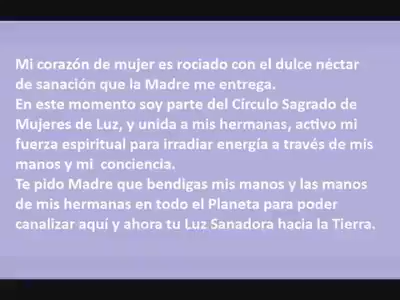 Mi corazón de mujer es rociado con el dulce néctar
de sanación que la Madre me entrega.
En este momento soy parte del Círculo Sagrado de
Mujeres de Luz, y unida a mis hermanas, activo mi
fuerza espiritual para irradiar energía a través de mis
manos y mi conciencia.
Te pido Madre que bendigas mis manos y las manos
de mis hermanas en todo el Planeta para poder
canalizar aquí y ahora tu Luz Sanadora hacia la Tierra.